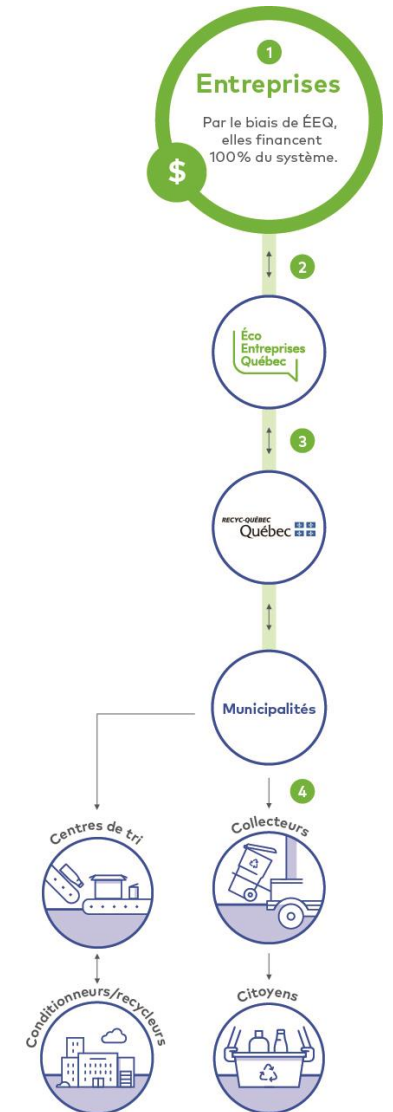 1
Entreprises
Par le biais de ÉEQ,
elles financent
100% du système.
$
2
Éco
Entreprises
Québec
3
RECYC-QUÉBEC
Québec
Municipalités
4
Centres de tri
Collecteurs
Conditionneurs/recycleurs
Citoyens